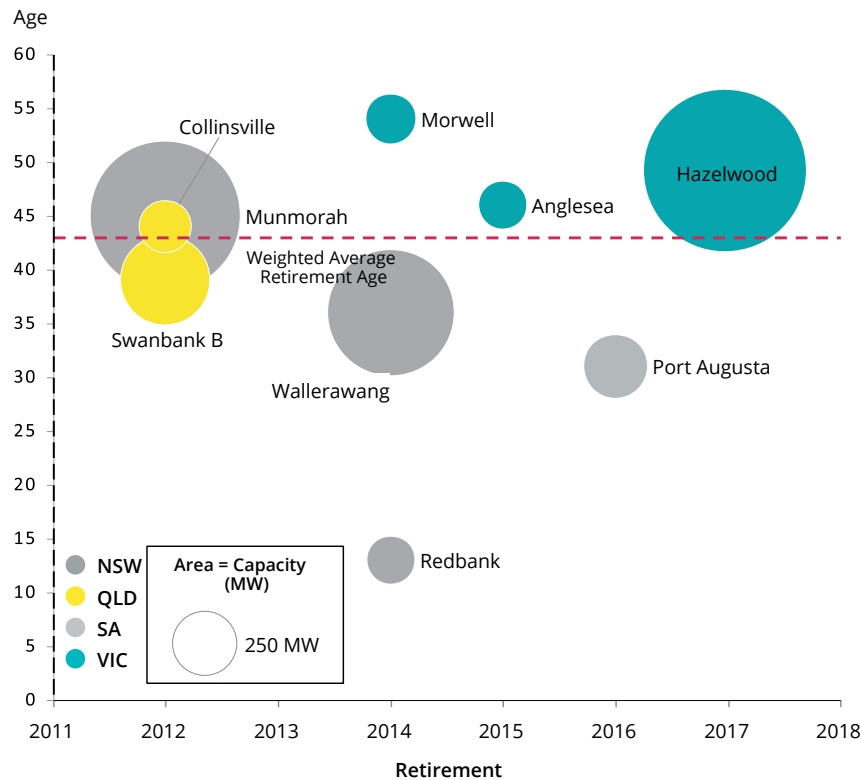 Age
60
55
50
45
40
35
30
25
20
15
10
5
0
Collinsville
Munmorah
Weighted Average
Retirement Age
Swanbank B
Morwell
Anglesea
Hazelwood
Wallerawang
Port Augusta
Redbank
NSW
QLD
SA
VIC
Area = Capacity
(MW)
250 MW
2011 2012 2013 2014 2015 2016 2017 2018
Retirement